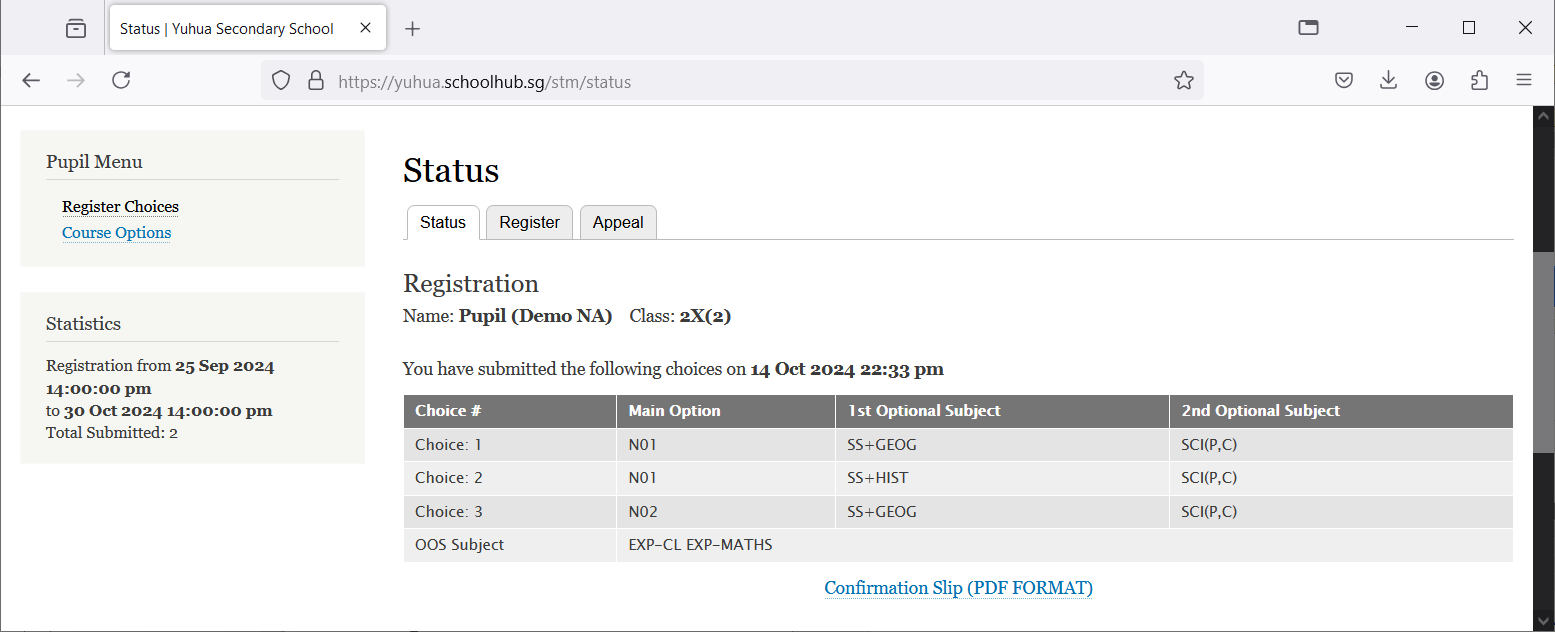 Status | Yuhua Secondary School
https://yuhua.schoolhub.sg/stm/status
Pupil Menu
Register Choices
Course Options
Statistics
Registration from 25 Sep 2024
14:00:00 pm
to 30 Oct 2024 14:00:00 pm
Total Submitted: 2
Status
Status Register Appeal
Registration
Name: Pupil (Demo NA) Class: 2X(2)
You have submitted the following choices on 14 Oct 2024 22:33 pm
Choice # Main Option 1st Optional Subject 2nd Optional Subject
Choice: 1 N01 SS+GEOG SCI(P,C)
Choice: 2 N01 SS+HIST SCI(P,C)
Choice: 3 N02 SS+GEOG SCI(P,C)
OOS Subject EXP-CL EXP-MATHS
Confirmation Slip (PDF FORMAT)